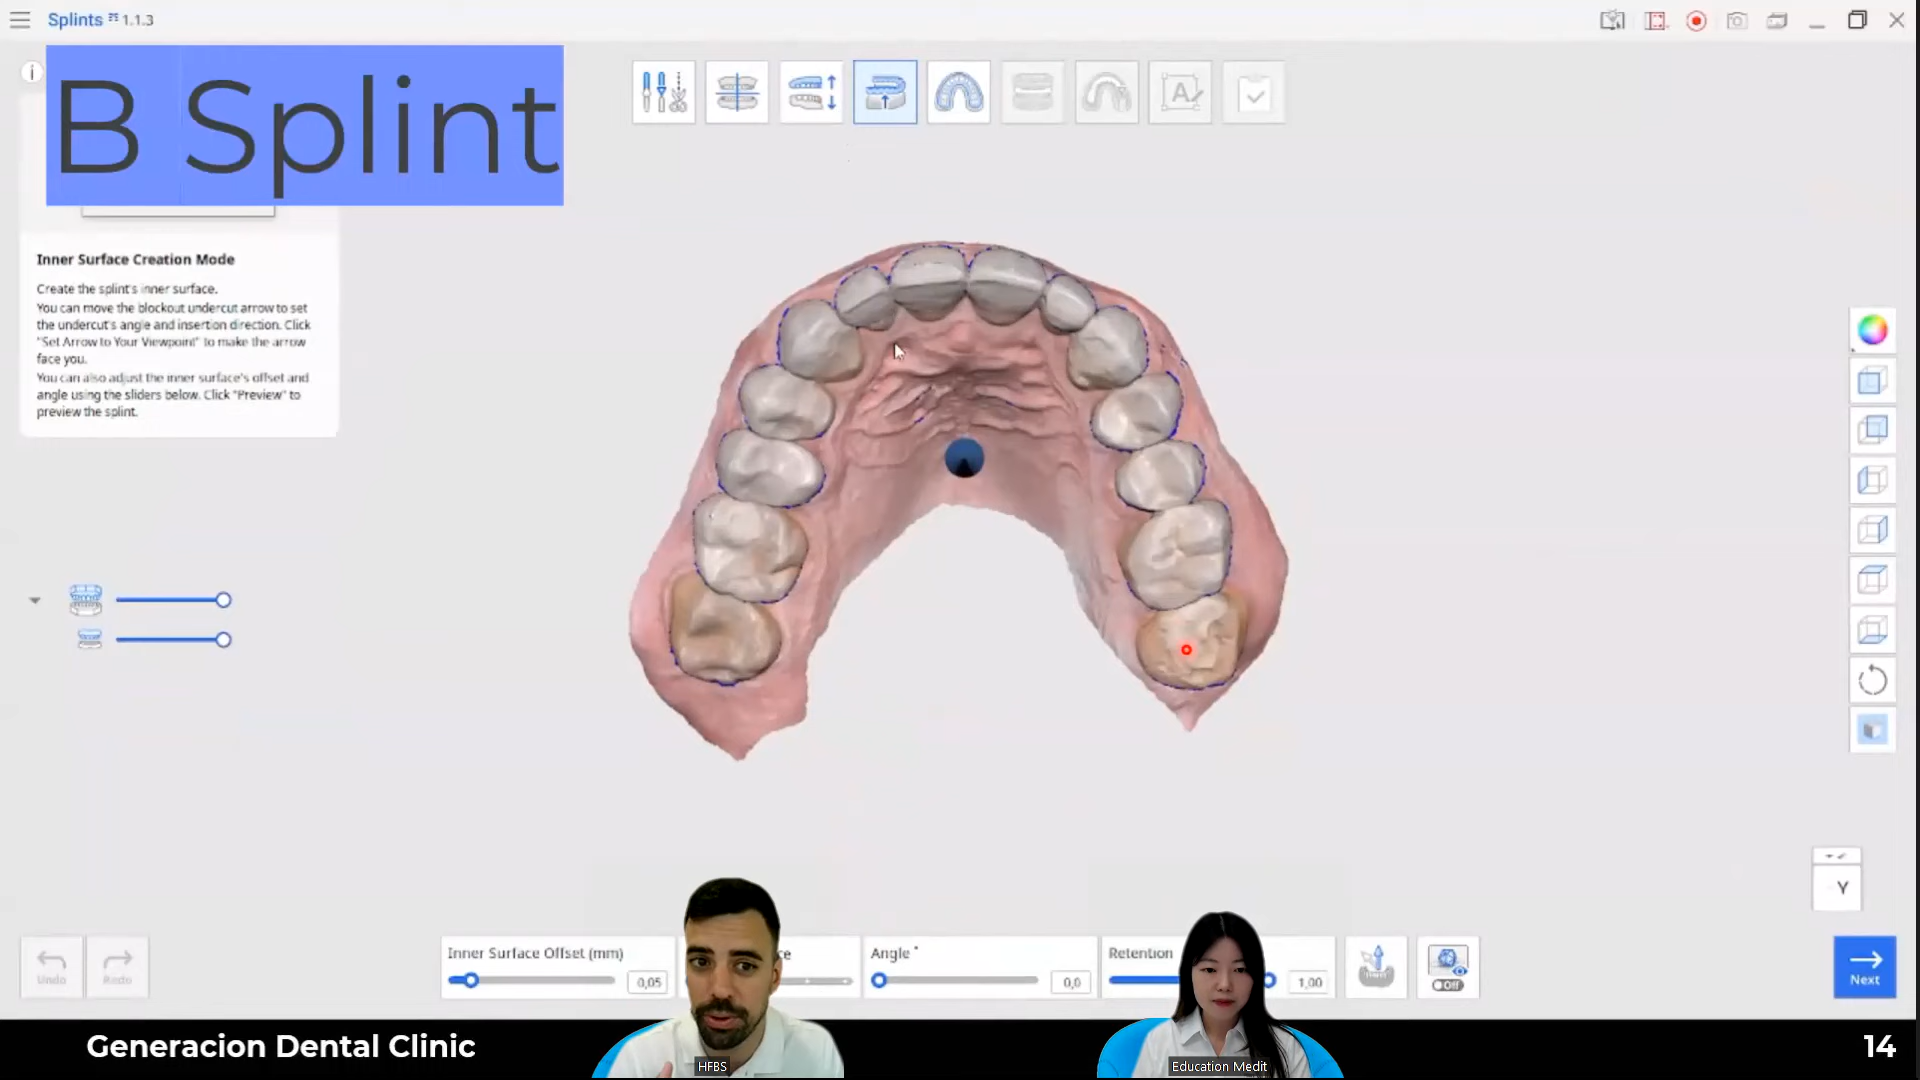 Splints 1.1.3
B Splint
Inner Surface Creation Mode
Create the splint's inner surface.
You can move the blockout undercut arrow to set
the undercut's angle and insertion direction. Click
"Set Arrow to Your Viewpoint" to make the arrow
face you.
You can also adjust the inner surface's offset and
angle using the sliders below. Click "Preview" to
preview the splint.
Y
Undo
Redo
Inner Surface Offset (mm)
0,05
ce
Angle °
0,0
Retention
1,00
Off
Next
Generacion Dental Clinic
14
HFBS
Education Medit